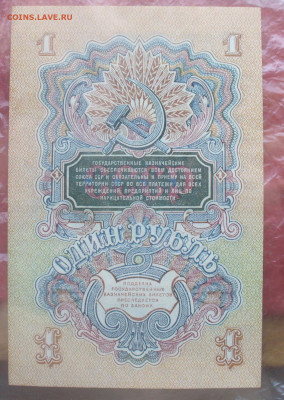 COINS.LAVE.RU
1 1
ГОСУДАРСТВЕННЫЕ КАЗНАЧЕЙСКИЕ
БИЛЕТЫ ОБЕСПЕЧИВАЮТСЯ ВСЕМ ДОСТОЯНИЕМ
СОЮЗА ССР И ОБЯЗАТЕЛЬНЫ К ПРИЕМУ НА ВСЕЙ
ТЕРРИТОРИИ СССР ВО ВСЕ ПЛАТЕЖИ ДЛЯ ВСЕХ
УЧРЕЖДЕНИЙ, ПРЕДПРИЯТИЙ И ЛИЦ ПО
НАРИЦАТЕЛЬНОЙ СТОИМОСТИ
ОДИН РУБЛЬ
ПОДДЕЛКА
ГОСУДАРСТВЕННЫХ
КАЗНАЧЕЙСКИХ БИЛЕТОВ
ПРЕСЛЕДУЕТСЯ
ПО ЗАКОНУ
1 1